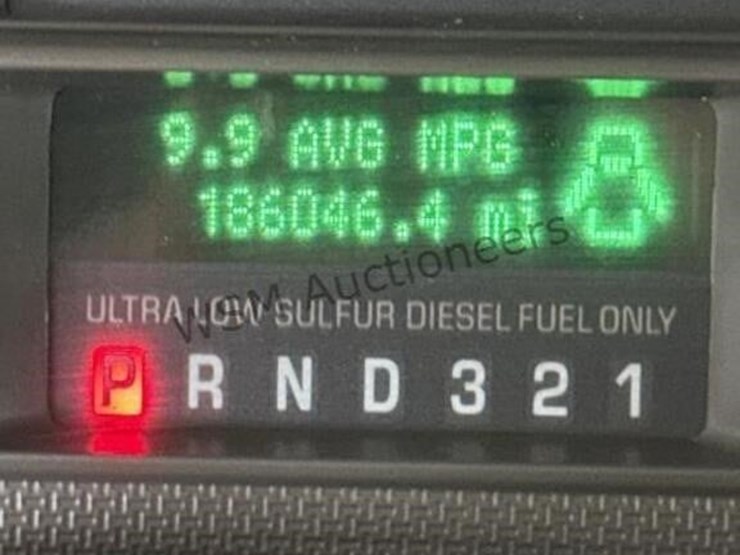 9.9 AVG MPG
186046.4 mi
WSM Auctioneers
ULTRA LOW SULFUR DIESEL FUEL ONLY
P R N D 3 2 1